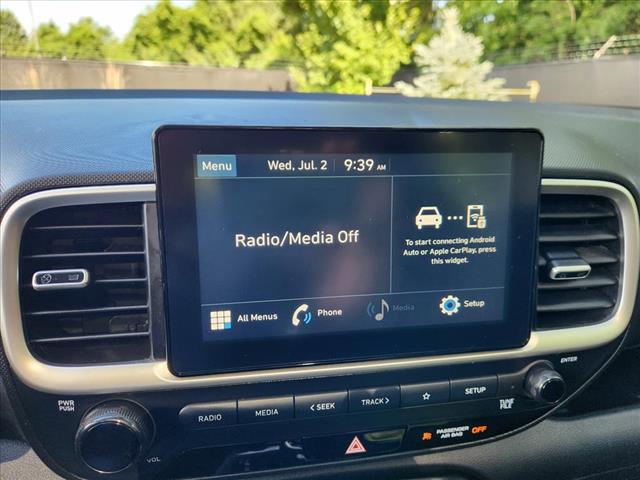 Menu Wed, Jul. 2 9:39 AM
Radio/Media Off
To start connecting Android
Auto or Apple CarPlay, press
this widget.
All Menus Phone Media Setup
PWR
PUSH
VOL
RADIO MEDIA < SEEK TRACK > SETUP
ENTER
TUNE
FILE
PASSENGER
AIR BAG OFF